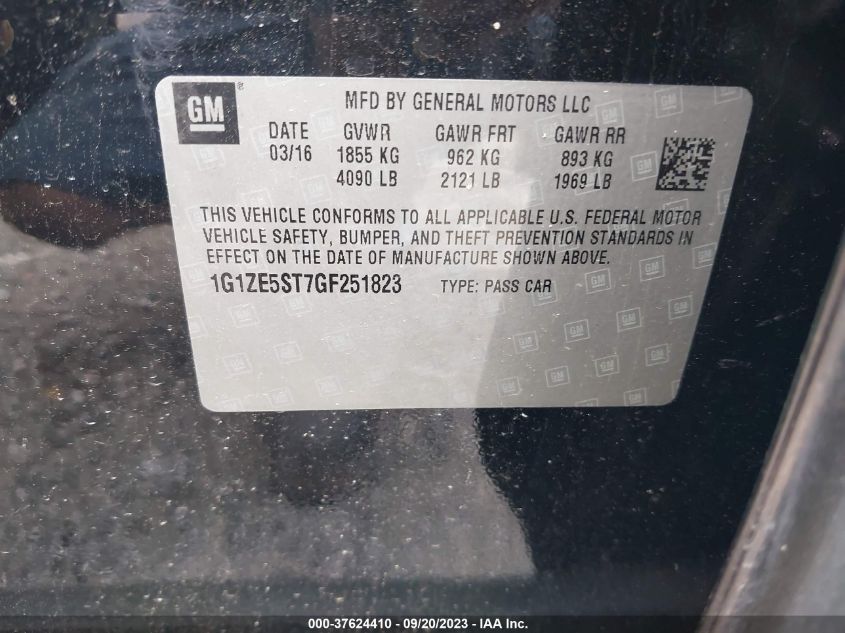 GM
MFD BY GENERAL MOTORS LLC
DATE GVWR GAWR FRT GAWR RR
03/16 1855 KG 962 KG 893 KG
4090 LB 2121 LB 1969 LB
THIS VEHICLE CONFORMS TO ALL APPLICABLE U.S. FEDERAL MOTOR
VEHICLE SAFETY, BUMPER, AND THEFT PREVENTION STANDARDS IN
EFFECT ON THE DATE OF MANUFACTURE SHOWN ABOVE.
1G1ZE5ST7GF251823 TYPE: PASS CAR
000-37624410 - 09/20/2023 - IAA Inc.